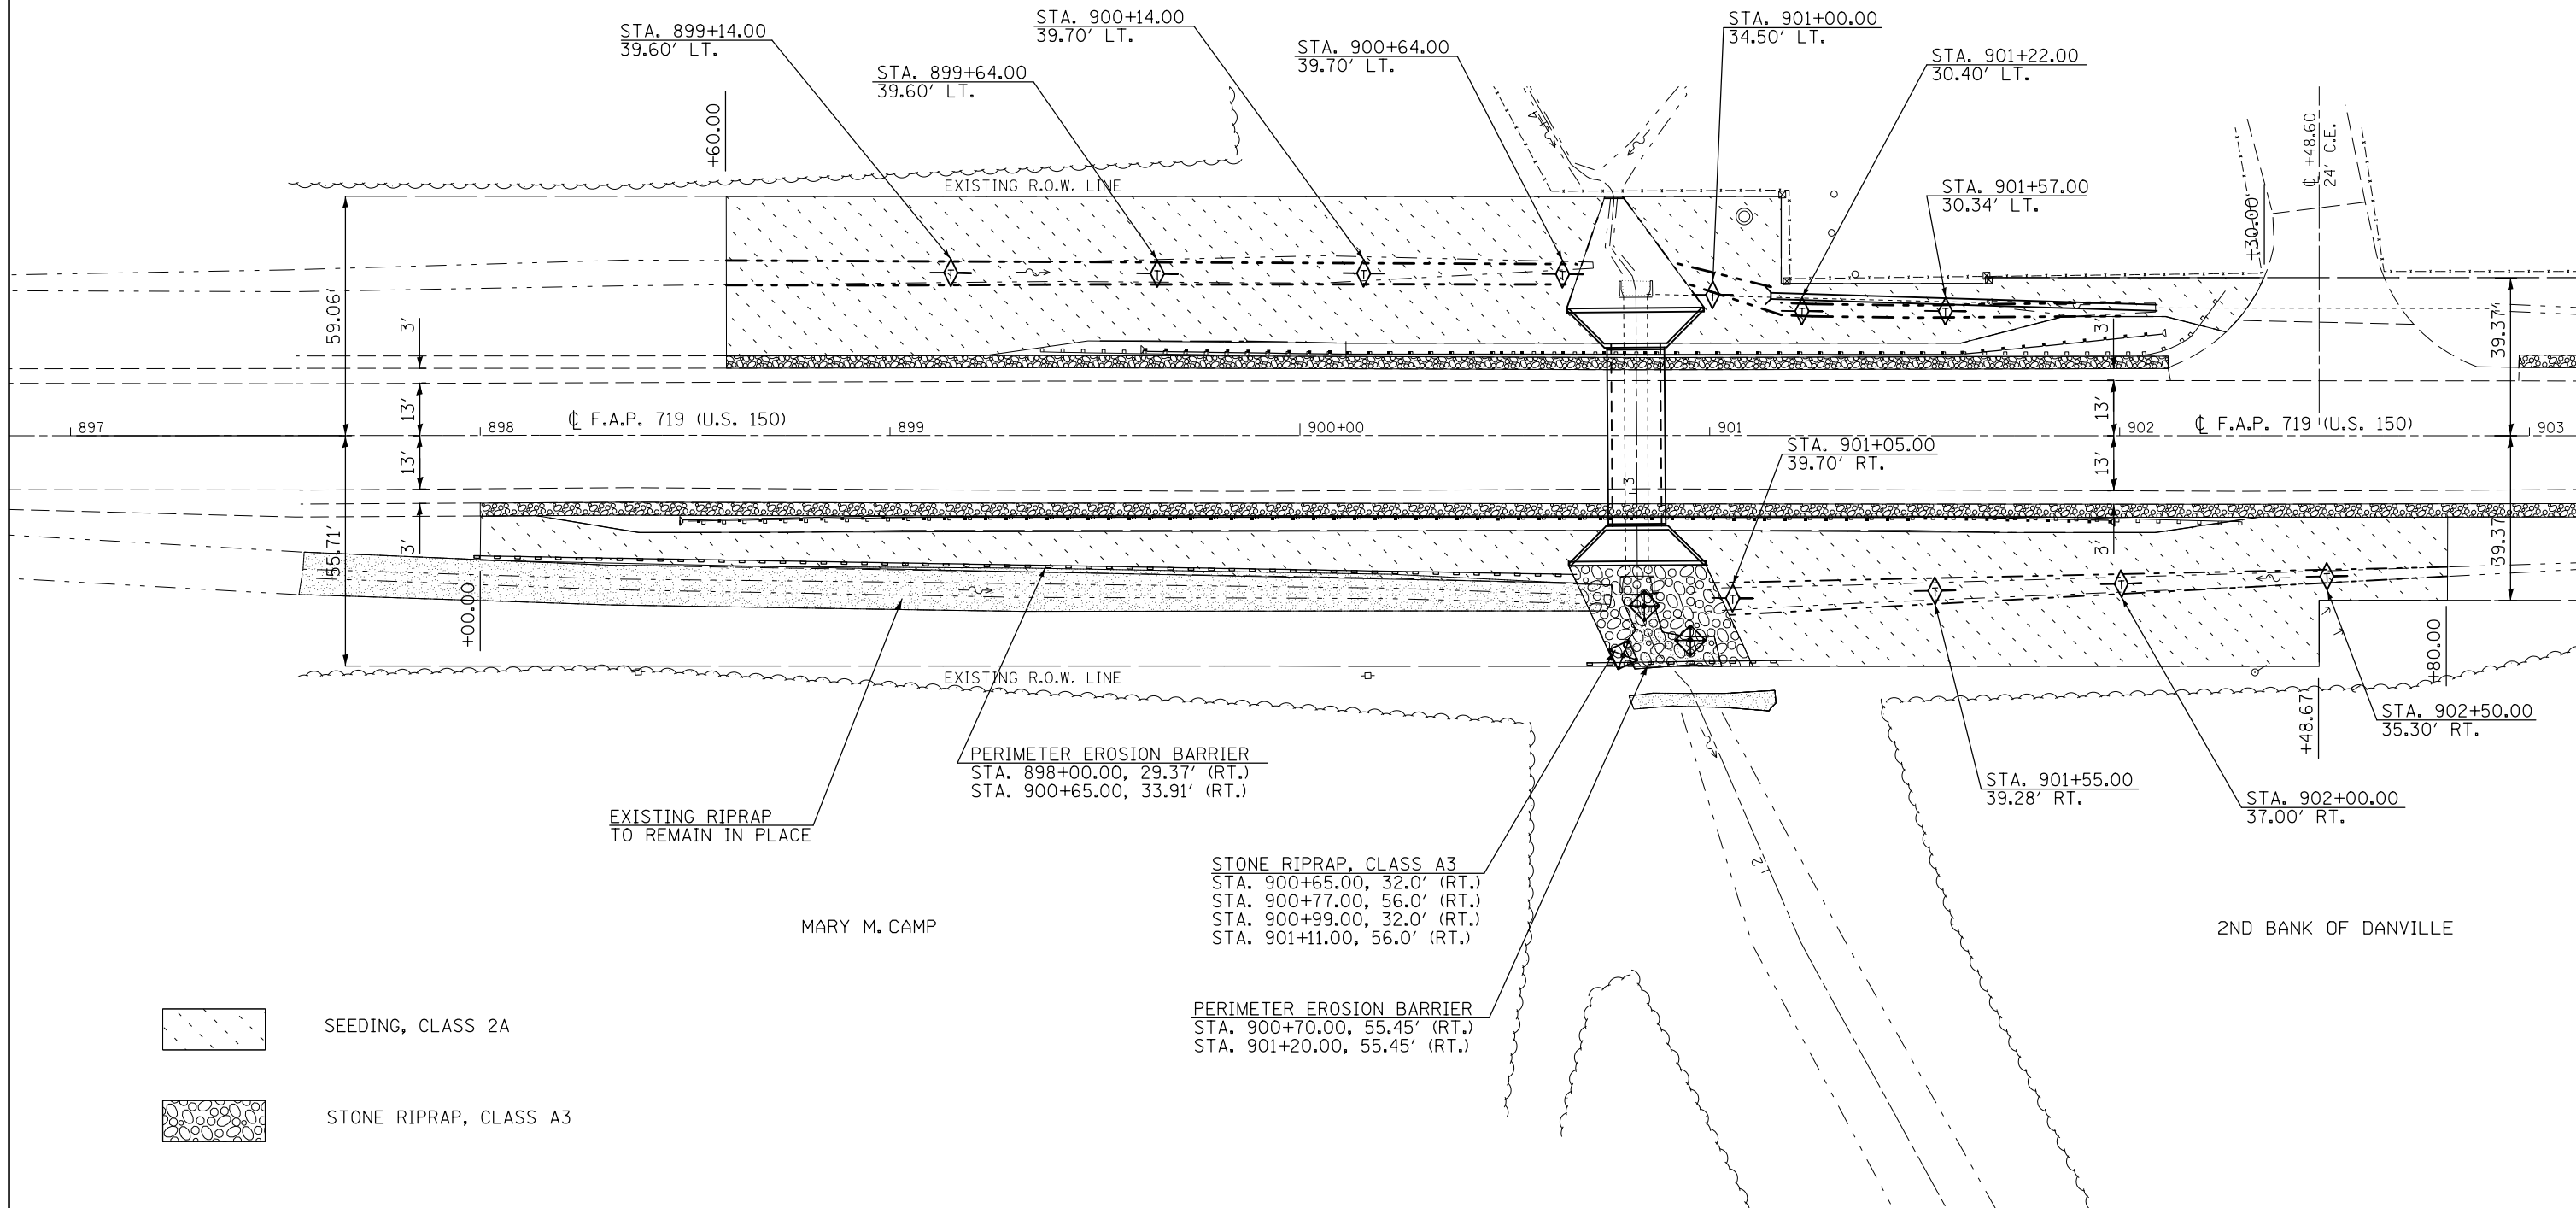 STA. 899+14.00
39.60' LT.
STA. 899+64.00
39.60' LT.
STA. 900+14.00
39.70' LT.
STA. 900+64.00
39.70' LT.
STA. 901+00.00
34.50' LT.
STA. 901+22.00
30.40' LT.
STA. 901+57.00
30.34' LT.
+60.00
℄ +48.60
24' C.E.
+30.00'
EXISTING R.O.W. LINE
59.06'
3'
13'
13'
3'
55.71'
3'
13'
13'
3'
39.37'
39.37'
897
898
℄ F.A.P. 719 (U.S. 150)
899
900+00
901
902
℄ F.A.P. 719 (U.S. 150)
903
3
STA. 901+05.00
39.70' RT.
T
T
T
T
T
T
T
T
T
T
T
+00.00
+80.00
+48.67
EXISTING R.O.W. LINE
STA. 902+50.00
35.30' RT.
STA. 901+55.00
39.28' RT.
STA. 902+00.00
37.00' RT.
PERIMETER EROSION BARRIER
STA. 898+00.00, 29.37' (RT.)
STA. 900+65.00, 33.91' (RT.)
EXISTING RIPRAP
TO REMAIN IN PLACE
STONE RIPRAP, CLASS A3
STA. 900+65.00, 32.0' (RT.)
STA. 900+77.00, 56.0' (RT.)
STA. 900+99.00, 32.0' (RT.)
STA. 901+11.00, 56.0' (RT.)
2
MARY M. CAMP
2ND BANK OF DANVILLE
PERIMETER EROSION BARRIER
STA. 900+70.00, 55.45' (RT.)
STA. 901+20.00, 55.45' (RT.)
SEEDING, CLASS 2A
STONE RIPRAP, CLASS A3